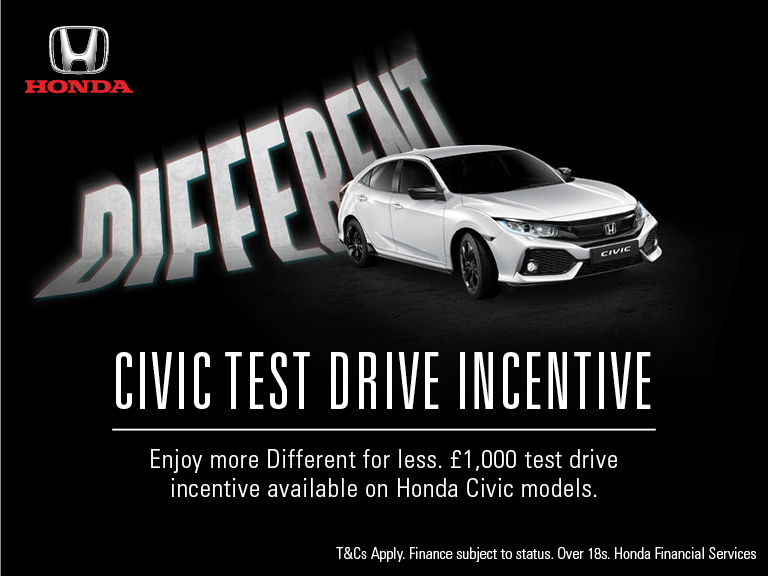 HONDA
DIFFERENT
CIVIC
CIVIC TEST DRIVE INCENTIVE
Enjoy more Different for less. £1,000 test drive
incentive available on Honda Civic models.
T&Cs Apply. Finance subject to status. Over 18s. Honda Financial Services